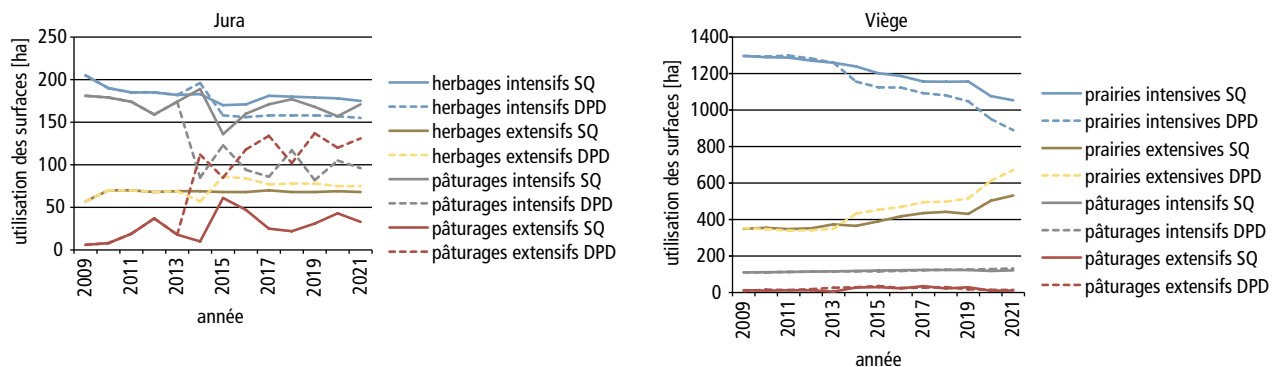 Jura
utilisation des surfaces [ha]
250
200
150
100
50
0
2009
2011
2013
2015
2017
2019
2021
année
herbages intensifs SQ
herbages intensifs DPD
herbages extensifs SQ
herbages extensifs DPD
pâturages intensifs SQ
pâturages intensifs DPD
pâturages extensifs SQ
pâturages extensifs DPD
Viège
utilisation des surfaces [ha]
1400
1200
1000
800
600
400
200
0
2009
2011
2013
2015
2017
2019
2021
année
prairies intensives SQ
prairies intensives DPD
prairies extensives SQ
prairies extensives DPD
pâturages intensifs SQ
pâturages intensifs DPD
pâturages extensifs SQ
pâturages extensifs DPD